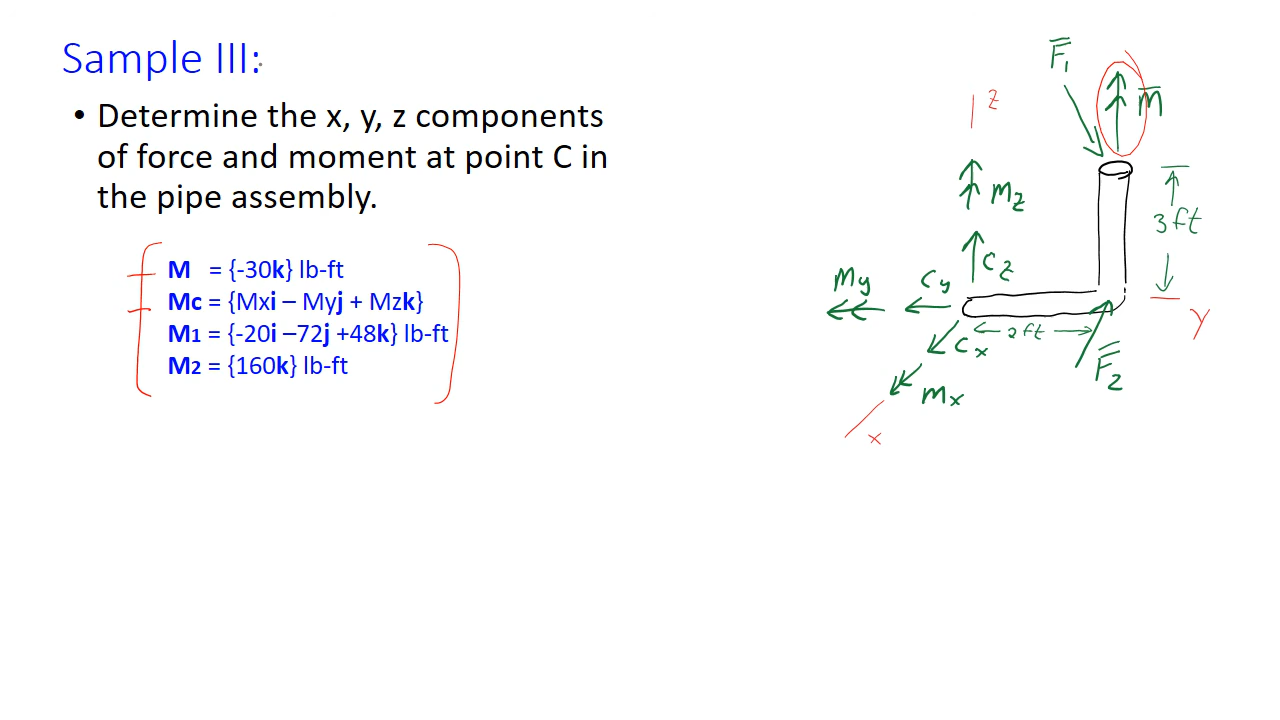 Sample III:
• Determine the x, y, z components
of force and moment at point C in
the pipe assembly.
M = {-30k} lb-ft
Mc = {Mxi – Myj + Mzk}
M1 = {-20i –72j +48k} lb-ft
M2 = {160k} lb-ft
F1
M
z
Mz
3 ft
Cz
My
Cy
y
2 ft
Cx
F2
Mx
x